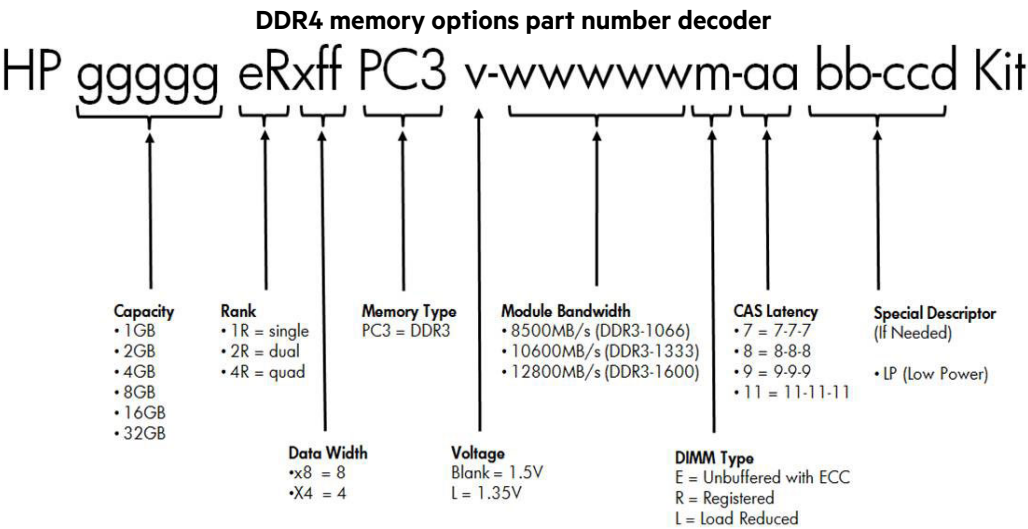 DDR4 memory options part number decoder
HP ggggg eRxff PC3 v-wwwwwm-aa bb-ccd Kit
Capacity
• 1GB
• 2GB
• 4GB
• 8GB
• 16GB
• 32GB
Rank
• 1R = single
• 2R = dual
• 4R = quad
Memory Type
PC3 = DDR3
Module Bandwidth
• 8500MB/s (DDR3-1066)
• 10600MB/s (DDR3-1333)
• 12800MB/s (DDR3-1600)
CAS Latency
• 7 = 7-7-7
• 8 = 8-8-8
• 9 = 9-9-9
• 11 = 11-11-11
Special Descriptor
(If Needed)
• LP (Low Power)
Data Width
•x8 = 8
•X4 = 4
Voltage
Blank = 1.5V
L = 1.35V
DIMM Type
E = Unbuffered with ECC
R = Registered
L = Load Reduced